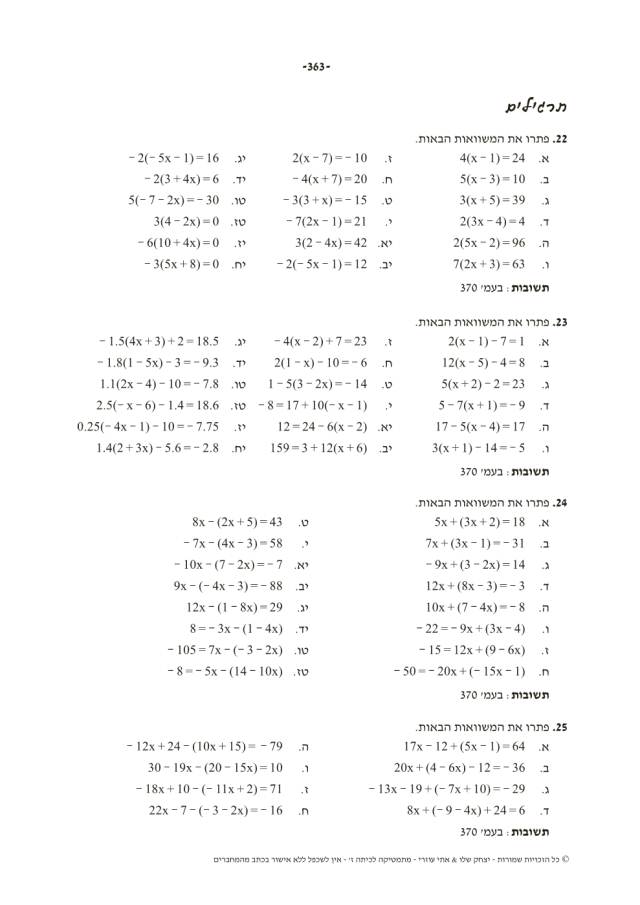 -363-
תרגילים
22. פתרו את המשוואות הבאות.
א. 4(x − 1) = 24 ז. 2(x − 7) = − 10 יג. − 2(− 5x − 1) = 16
ב. 5(x − 3) = 10 ח. − 4(x + 7) = 20 יד. − 2(3 + 4x) = 6
ג. 3(x + 5) = 39 ט. − 3(3 + x) = − 15 טו. 5(− 7 − 2x) = − 30
ד. 2(3x − 4) = 4 י. − 7(2x − 1) = 21 טז. 3(4 − 2x) = 0
ה. 2(5x − 2) = 96 יא. 3(2 − 4x) = 42 יז. − 6(10 + 4x) = 0
ו. 7(2x + 3) = 63 יב. − 2(− 5x − 1) = 12 יח. − 3(5x + 8) = 0
תשובות : בעמ׳ 370
23. פתרו את המשוואות הבאות.
א. 2(x − 1) − 7 = 1 ז. − 4(x − 2) + 7 = 23 יג. − 1.5(4x + 3) + 2 = 18.5
ב. 12(x − 5) − 4 = 8 ח. 2(1 − x) − 10 = − 6 יד. − 1.8(1 − 5x) − 3 = − 9.3
ג. 5(x + 2) − 2 = 23 ט. 1 − 5(3 − 2x) = − 14 טו. 1.1(2x − 4) − 10 = − 7.8
ד. 5 − 7(x + 1) = − 9 י. − 8 = 17 + 10(− x − 1) טז. 2.5(− x − 6) − 1.4 = 18.6
ה. 17 − 5(x − 4) = 17 יא. 12 = 24 − 6(x − 2) יז. 0.25(− 4x − 1) − 10 = − 7.75
ו. 3(x + 1) − 14 = − 5 יב. 159 = 3 + 12(x + 6) יח. 1.4(2 + 3x) − 5.6 = − 2.8
תשובות : בעמ׳ 370
24. פתרו את המשוואות הבאות.
א. 5x + (3x + 2) = 18 ט. 8x − (2x + 5) = 43
ב. 7x + (3x − 1) = − 31 י. − 7x − (4x − 3) = 58
ג. − 9x + (3 − 2x) = 14 יא. − 10x − (7 − 2x) = − 7
ד. 12x + (8x − 3) = − 3 יב. 9x − (− 4x − 3) = − 88
ה. 10x + (7 − 4x) = − 8 יג. 12x − (1 − 8x) = 29
ו. − 22 = − 9x + (3x − 4) יד. 8 = − 3x − (1 − 4x)
ז. − 15 = 12x + (9 − 6x) טו. − 105 = 7x − (− 3 − 2x)
ח. − 50 = − 20x + (− 15x − 1) טז. − 8 = − 5x − (14 − 10x)
תשובות : בעמ׳ 370
25. פתרו את המשוואות הבאות.
א. 17x − 12 + (5x − 1) = 64 ה. − 12x + 24 − (10x + 15) = − 79
ב. 20x + (4 − 6x) − 12 = − 36 ו. 30 − 19x − (20 − 15x) = 10
ג. − 13x − 19 + (− 7x + 10) = − 29 ז. − 18x + 10 − (− 11x + 2) = 71
ד. 8x + (− 9 − 4x) + 24 = 6 ח. 22x − 7 − (− 3 − 2x) = − 16
תשובות : בעמ׳ 370
© כל הזכויות שמורות - יצחק שלו & אתי עוזרי - מתמטיקה לכיתה ז׳ - אין לשכפל ללא אישור בכתב מהמחברים